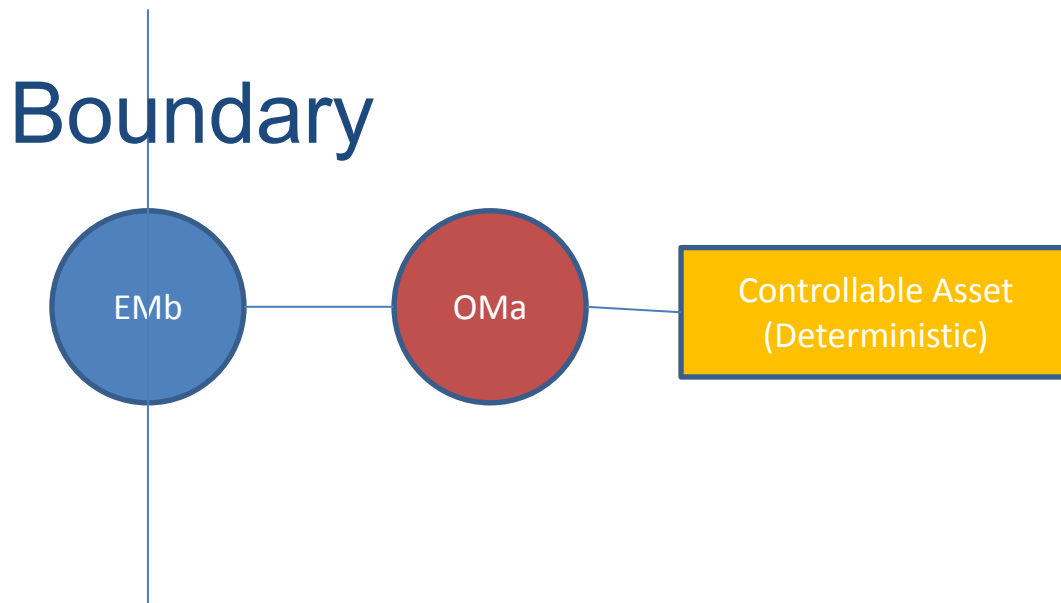 Boundary
EMb
OMa
Controllable Asset
(Deterministic)